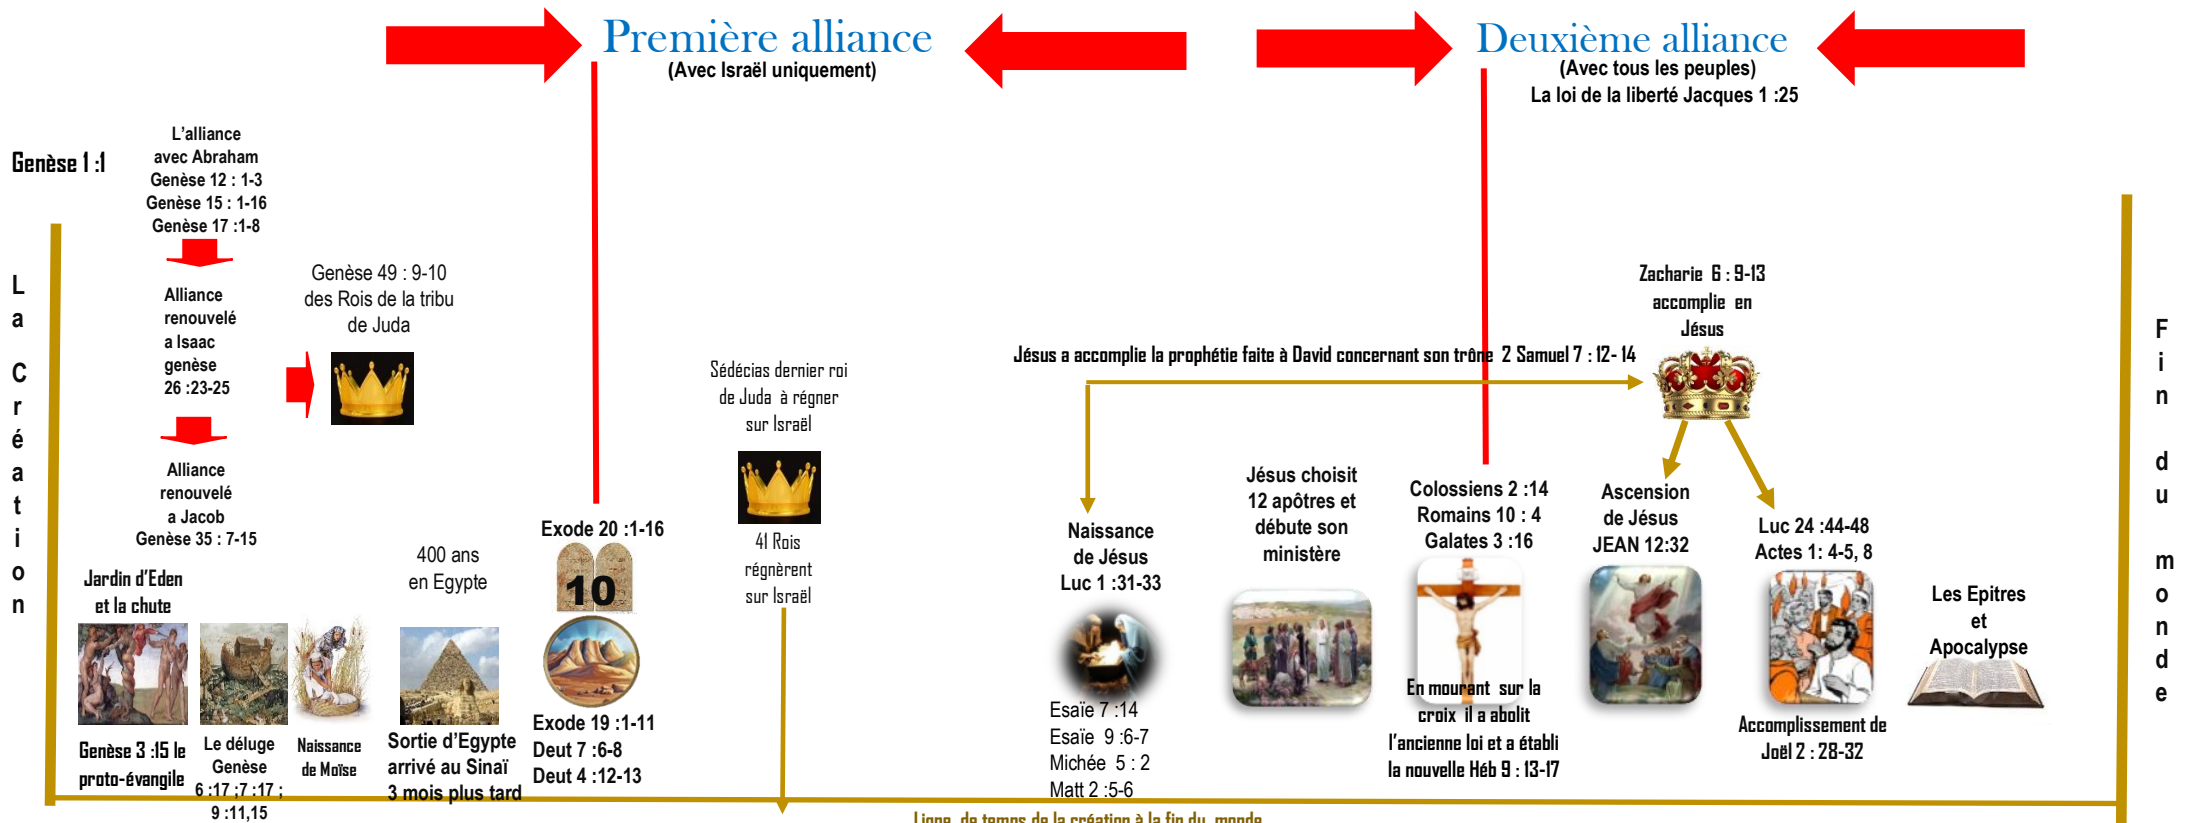 Première alliance
(Avec Israël uniquement)
Deuxième alliance
(Avec tous les peuples)
La loi de la liberté Jacques 1 :25
Genèse 1 :1
La Création
L'alliance
avec Abraham
Genèse 12 : 1-3
Genèse 15 : 1-16
Genèse 17 :1-8
Alliance
renouvelé
a Isaac
genèse
26 :23-25
Alliance
renouvelé
a Jacob
Genèse 35 : 7-15
Genèse 49 : 9-10
des Rois de la tribu
de Juda
Jardin d'Eden
et la chute
Genèse 3 :15 le
proto-évangile
Le déluge
Genèse
6 :17 ;7 :17 ;
9 :11,15
Naissance
de Moïse
400 ans
en Egypte
Sortie d'Egypte
arrivé au Sinaï
3 mois plus tard
Exode 20 :1-16
10
Exode 19 :1-11
Deut 7 :6-8
Deut 4 :12-13
Sédécias dernier roi
de Juda à régner
sur Israël
41 Rois
régnèrent
sur Israël
Jésus a accomplie la prophétie faite à David concernant son trône 2 Samuel 7 : 12- 14
Naissance
de Jésus
Luc 1 :31-33
Esaïe 7 :14
Esaïe 9 :6-7
Michée 5 : 2
Matt 2 :5-6
Jésus choisit
12 apôtres et
débute son
ministère
Colossiens 2 :14
Romains 10 : 4
Galates 3 :16
En mourant sur la
croix il a abolit
l'ancienne loi et a établi
la nouvelle Héb 9 : 13-17
Zacharie 6 : 9-13
accomplie en
Jésus
Ascension
de Jésus
JEAN 12:32
Luc 24 :44-48
Actes 1: 4-5, 8
Accomplissement de
Joël 2 : 28-32
Les Epitres
et
Apocalypse
Fin du monde
Ligne de temps de la création à la fin du monde